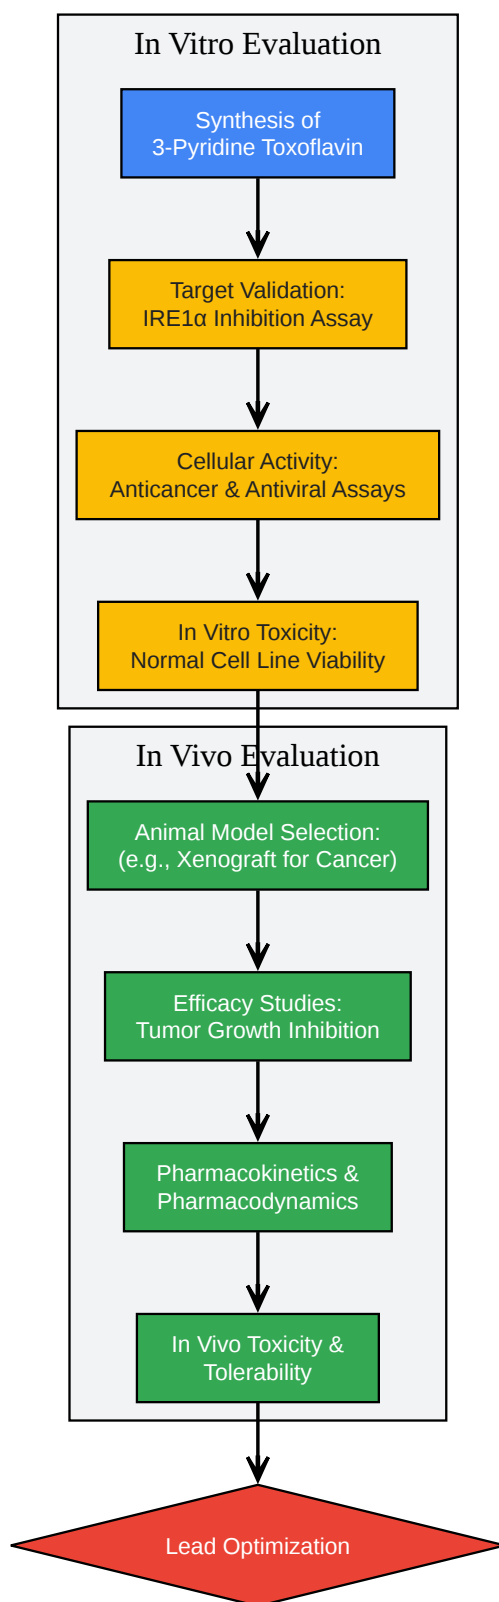 In Vitro Evaluation
Synthesis of
3-Pyridine Toxoflavin
Target Validation:
IRE1α Inhibition Assay
Cellular Activity:
Anticancer & Antiviral Assays
In Vitro Toxicity:
Normal Cell Line Viability
In Vivo Evaluation
Animal Model Selection:
(e.g., Xenograft for Cancer)
Efficacy Studies:
Tumor Growth Inhibition
Pharmacokinetics &
Pharmacodynamics
In Vivo Toxicity &
Tolerability
Lead Optimization